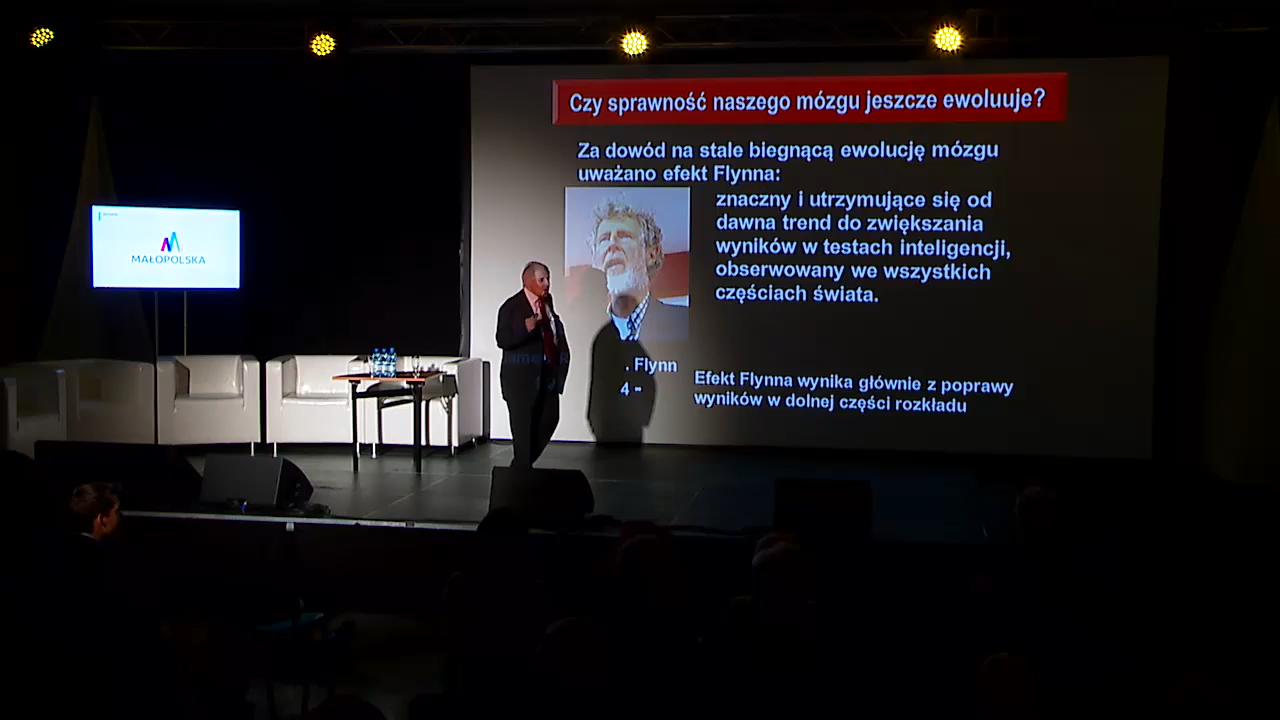 Czy sprawność naszego mózgu jeszcze ewoluuje?
Za dowód na stale biegnącą ewolucję mózgu
uważano efekt Flynna:
znaczny i utrzymujące się od
dawna trend do zwiększania
wyników w testach inteligencji,
obserwowany we wszystkich
częściach świata.
. Flynn
4 -
Efekt Flynna wynika głównie z poprawy
wyników w dolnej części rozkładu
MAŁOPOLSKA